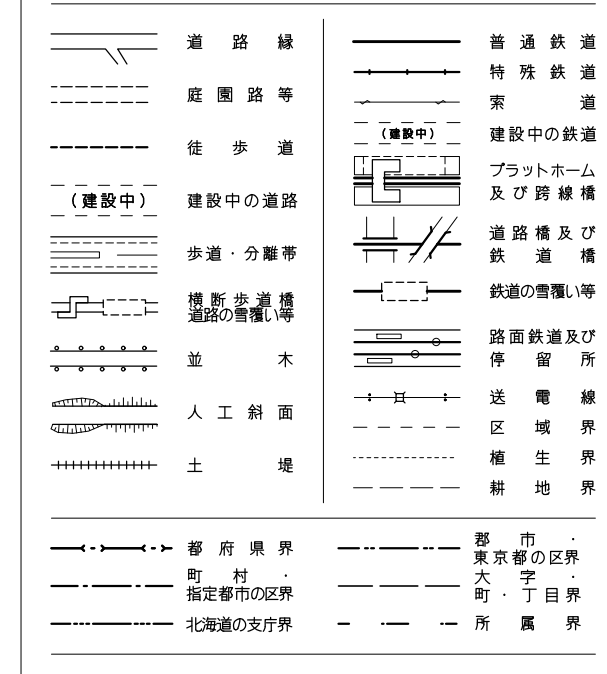 道路縁
庭園路等
徒歩道
(建設中)
建設中の道路
歩道・分離帯
横断歩道橋
道路の雪覆い等
並木
人工斜面
土堤
普通鉄道
特殊鉄道
索道
(建設中)
建設中の鉄道
プラットホーム
及び跨線橋
道路橋及び
鉄道橋
鉄道の雪覆い等
路面鉄道及び
停留所
送電線
区域界
植生界
耕地界
都府県界
町村・
指定都市の区界
北海道の支庁界
郡市・
東京都の区界
大字・
町・丁目界
所属界